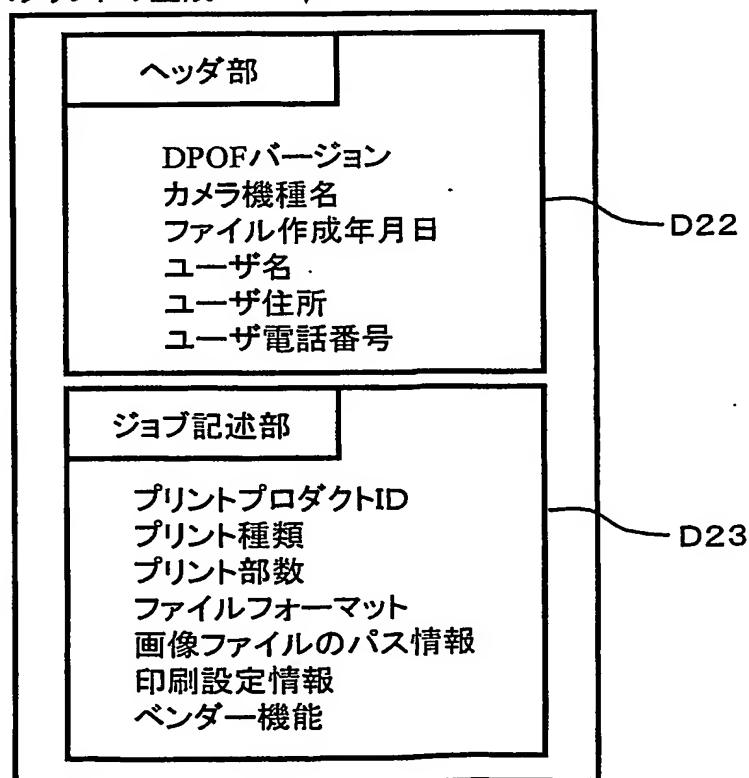 ヘッダ部
DPOFバージョン
カメラ機種名
ファイル作成年月日
ユーザ名
ユーザ住所
ユーザ電話番号
D22
ジョブ記述部
プリントプロダクトID
プリント種類
プリント部数
ファイルフォーマット
画像ファイルのパス情報
印刷設定情報
ベンダー機能
D23